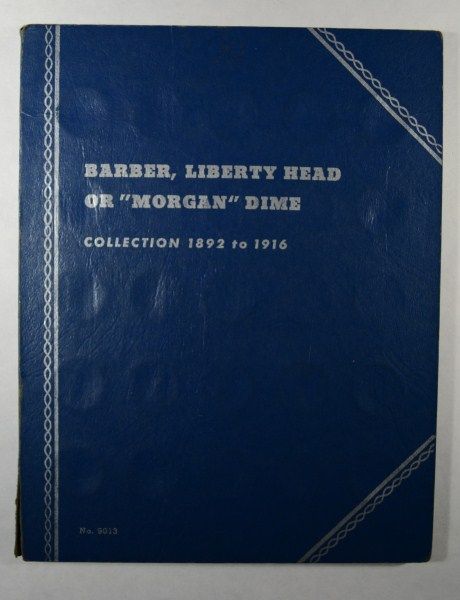 BARBER, LIBERTY HEAD
OR "MORGAN" DIME
COLLECTION 1892 to 1916
No. 9013